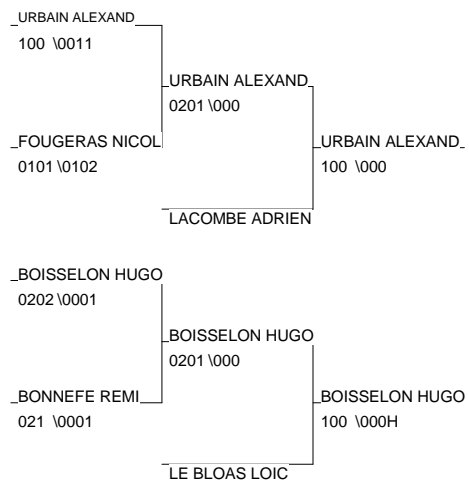 URBAIN ALEXAND
100 \0011
URBAIN ALEXAND
0201 \000
FOUGERAS NICOL
0101 \0102
URBAIN ALEXAND
100 \000
LACOMBE ADRIEN
BOISSELON HUGO
0202 \0001
BOISSELON HUGO
0201 \000
BONNEFE REMI
021 \0001
BOISSELON HUGO
100 \000H
LE BLOAS LOIC